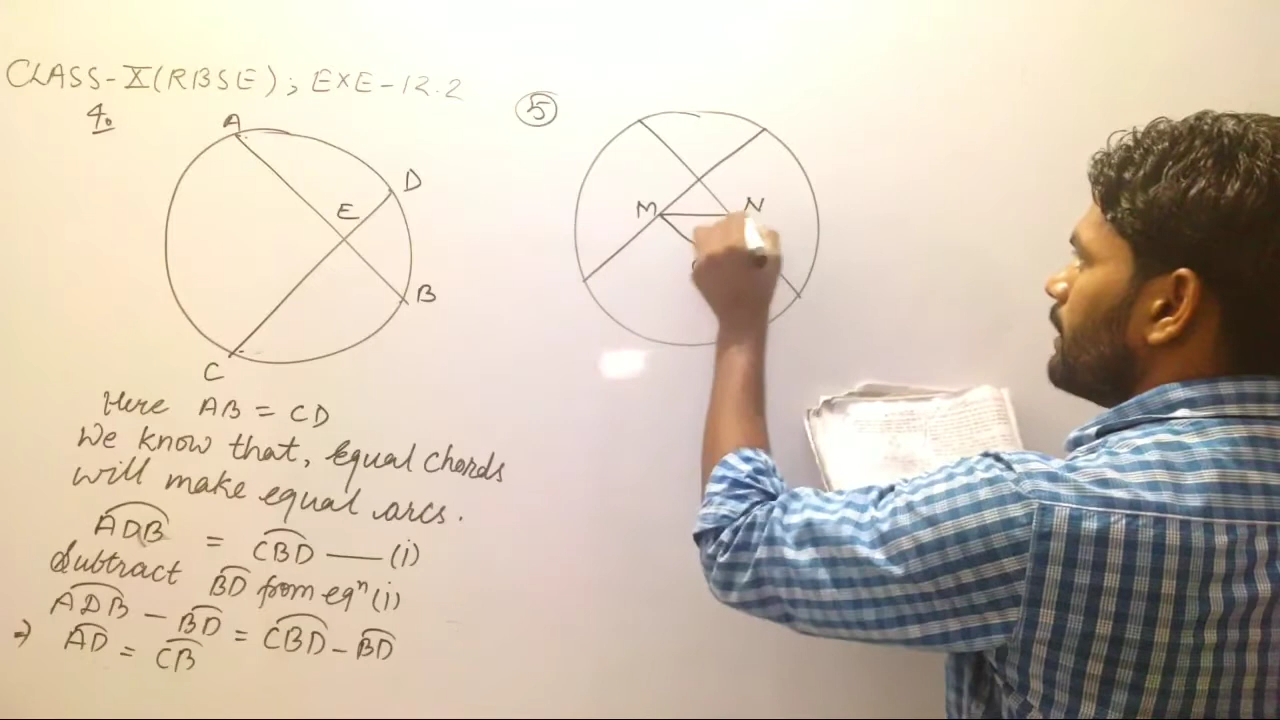 CLASS-X(RBSE); EXE-12.2
4.
A
D
E
B
C
Here AB = CD
We know that, equal chords
will make equal arcs.
ADB = CBD —— (i)
Subtract BD from eqⁿ (i)
ADB - BD = CBD - BD
⇒ AD = CB
5
M
N